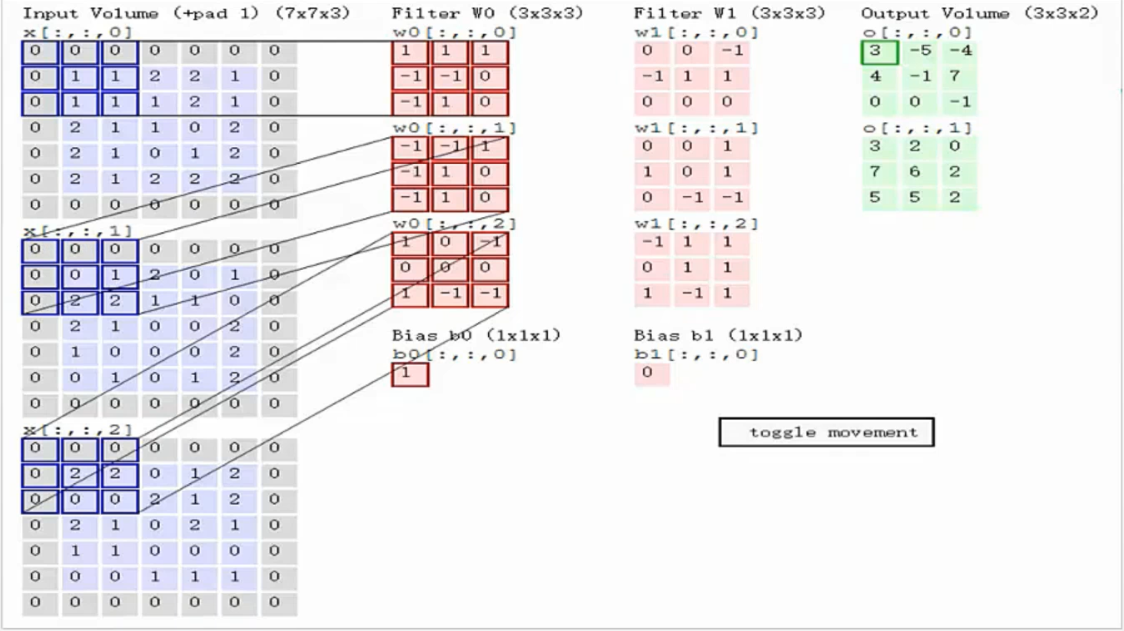 Input Volume (+pad 1) (7x7x3)
x[:,:,0]
0 0 0 0 0 0 0
0 1 1 2 2 1 0
0 1 1 1 2 1 0
0 2 1 1 0 2 0
0 2 1 0 1 2 0
0 2 1 2 2 2 0
0 0 0 0 0 0 0
x[:,:,1]
0 0 0 0 0 0 0
0 0 1 2 0 1 0
0 2 2 1 1 0 0
0 2 1 0 0 2 0
0 1 0 0 0 2 0
0 0 1 0 1 2 0
0 0 0 0 0 0 0
x[:,:,2]
0 0 0 0 0 0 0
0 2 2 0 1 2 0
0 0 0 2 1 2 0
0 2 1 0 2 1 0
0 1 1 0 0 0 0
0 0 0 1 1 1 0
0 0 0 0 0 0 0
Filter W0 (3x3x3)
w0[:,:,0]
1 1 1
-1 -1 0
-1 1 0
w0[:,:,1]
-1 -1 1
-1 1 0
-1 1 0
w0[:,:,2]
1 0 -1
0 0 0
1 -1 -1
Bias b0 (1x1x1)
b0[:,:,0]
1
Filter W1 (3x3x3)
w1[:,:,0]
0 0 -1
-1 1 1
0 0 0
w1[:,:,1]
0 0 1
1 0 1
0 -1 -1
w1[:,:,2]
-1 1 1
0 1 1
1 -1 1
Bias b1 (1x1x1)
b1[:,:,0]
0
Output Volume (3x3x2)
o[:,:,0]
3 -5 -4
4 -1 7
0 0 -1
o[:,:,1]
3 2 0
7 6 2
5 5 2
toggle movement